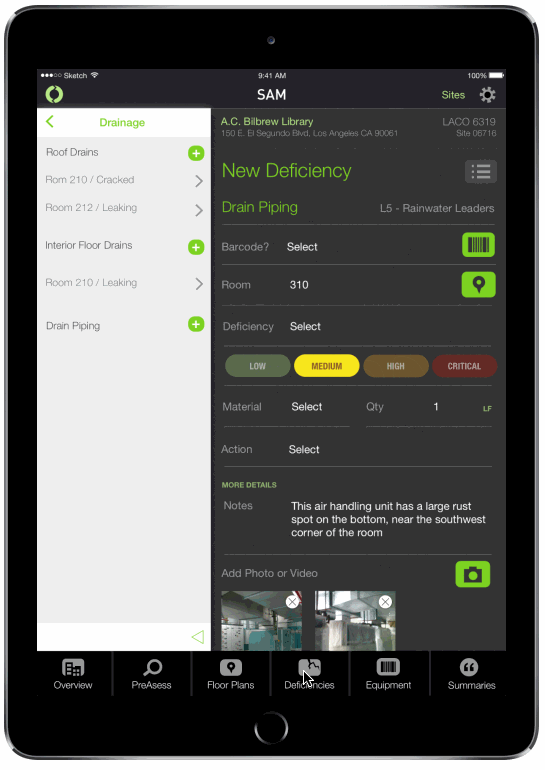 Sketch 9:41 AM 100%
SAM Sites
Drainage
Roof Drains
Rom 210 / Cracked
Room 212 / Leaking
Interior Floor Drains
Room 210 / Leaking
Drain Piping
A.C. Bilbrew Library LACO 6319
150 E. El Segundo Blvd, Los Angeles CA 90061 Site 06716
New Deficiency
Drain Piping L5 - Rainwater Leaders
Barcode? Select
Room 310
Deficiency Select
LOW MEDIUM HIGH CRITICAL
Material Select Qty 1 LF
Action Select
MORE DETAILS
Notes This air handling unit has a large rust
spot on the bottom, near the southwest
corner of the room
Add Photo or Video
Overview PreAsess Floor Plans Deficiencies Equipment Summaries